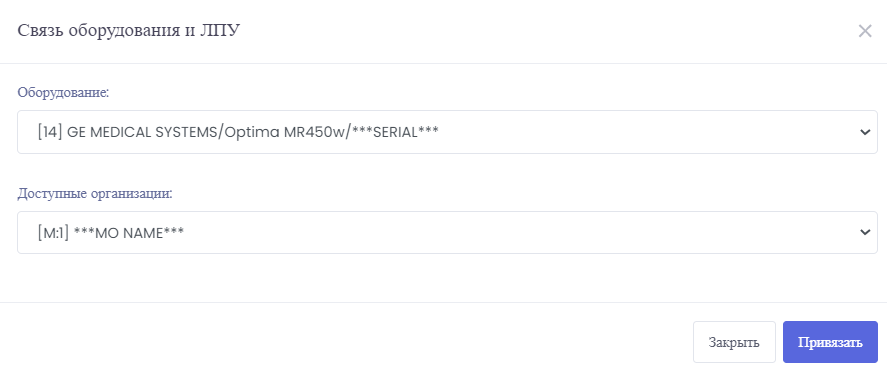 Связь оборудования и ЛПУ
Оборудование:
[14] GE MEDICAL SYSTEMS/Optima MR450w/***SERIAL***
Доступные организации:
[M:1] ***MO NAME***
Закрыть
Привязать